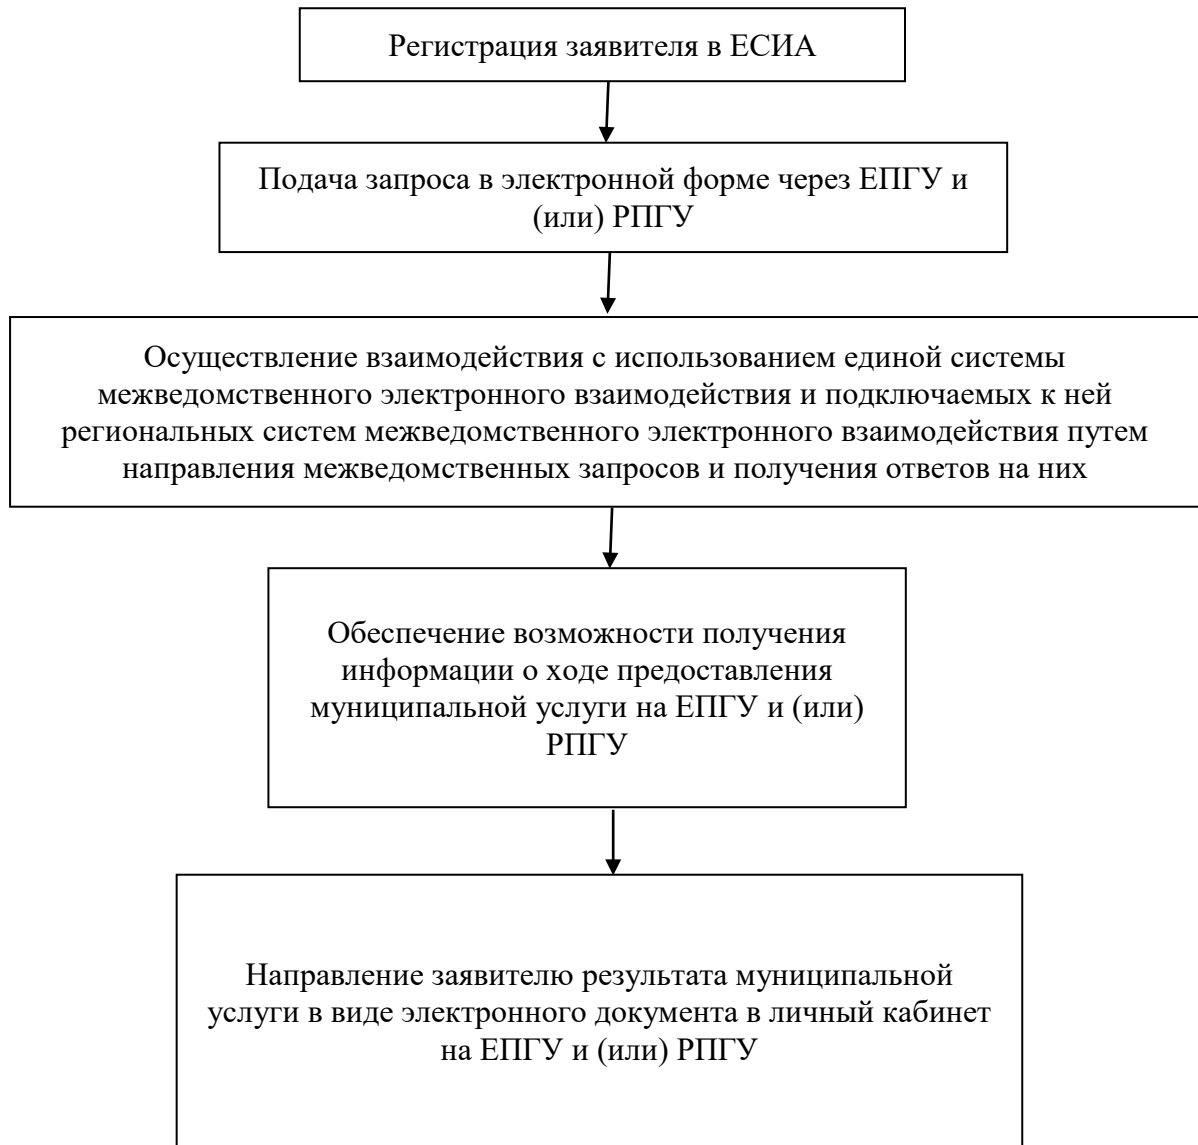 Регистрация заявителя в ЕСИА
Подача запроса в электронной форме через ЕПГУ и
(или) РПГУ
Осуществление взаимодействия с использованием единой системы
межведомственного электронного взаимодействия и подключаемых к ней
региональных систем межведомственного электронного взаимодействия путем
направления межведомственных запросов и получения ответов на них
Обеспечение возможности получения
информации о ходе предоставления
муниципальной услуги на ЕПГУ и (или)
РПГУ
Направление заявителю результата муниципальной
услуги в виде электронного документа в личный кабинет
на ЕПГУ и (или) РПГУ